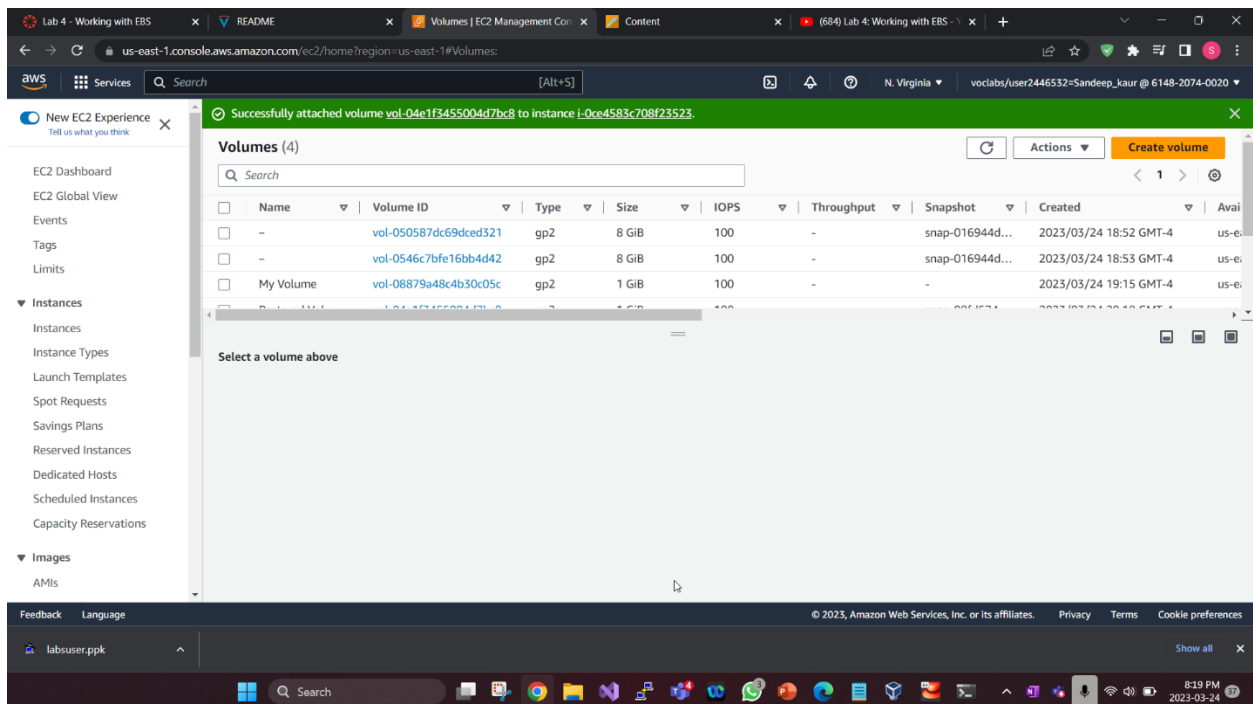 Lab 4 - Working with EBS
README
Volumes | EC2 Management Con
Content
(684) Lab 4: Working with EBS - Y
us-east-1.console.aws.amazon.com/ec2/home?region=us-east-1#Volumes:
S
aws
Services
Search
[Alt+S]
N. Virginia
voclabs/user2446532=Sandeep_kaur @ 6148-2074-0020
New EC2 Experience
Tell us what you think
EC2 Dashboard
EC2 Global View
Events
Tags
Limits
Instances
Instances
Instance Types
Launch Templates
Spot Requests
Savings Plans
Reserved Instances
Dedicated Hosts
Scheduled Instances
Capacity Reservations
Images
AMIs
Successfully attached volume vol-04e1f3455004d7bc8 to instance i-0ce4583c708f23523.
Volumes (4)
Actions
Create volume
Search
1
Name Volume ID Type Size IOPS Throughput Snapshot Created Avai
- vol-050587dc69dced321 gp2 8 GiB 100 - snap-016944d... 2023/03/24 18:52 GMT-4 us-ea
- vol-0546c7bfe16bb4d42 gp2 8 GiB 100 - snap-016944d... 2023/03/24 18:53 GMT-4 us-ea
My Volume vol-08879a48c4b30c05c gp2 1 GiB 100 - - 2023/03/24 19:15 GMT-4 us-ea
Select a volume above
Feedback Language
© 2023, Amazon Web Services, Inc. or its affiliates. Privacy Terms Cookie preferences
labsuser.ppk
Show all
Search
8:19 PM
2023-03-24
37